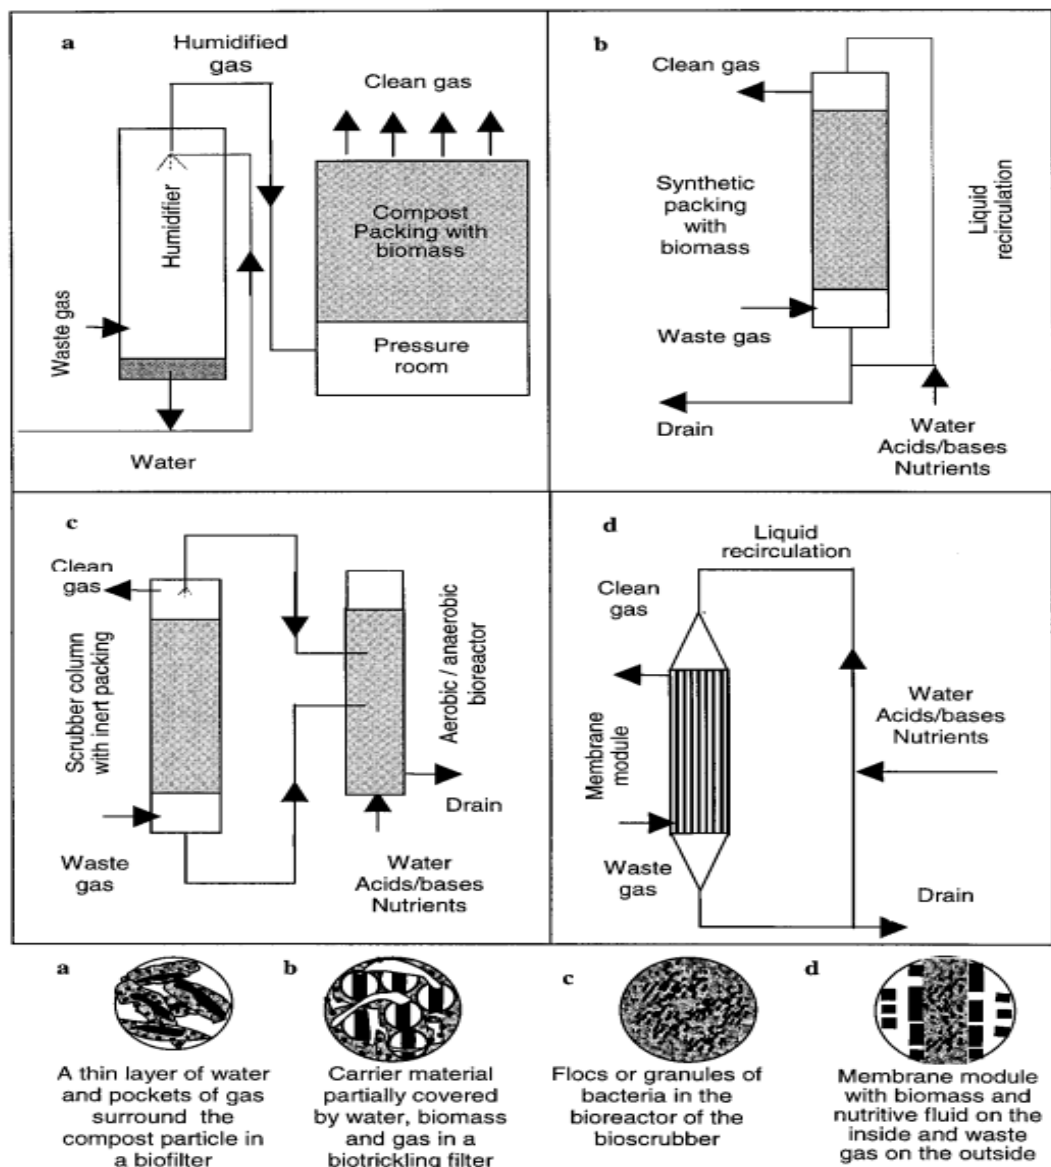 a
Humidified
gas
Clean gas
Humidifier
Compost
Packing with
biomass
Waste gas
Pressure
room
Water
b
Clean gas
Synthetic
packing
with
biomass
Liquid
recirculation
Waste gas
Drain
Water
Acids/bases
Nutrients
c
Clean
gas
Scrubber column
with inert packing
Aerobic / anaerobic
bioreactor
Drain
Waste
gas
Water
Acids/bases
Nutrients
d
Liquid
recirculation
Clean
gas
Membrane
module
Water
Acids/bases
Nutrients
Waste
gas
Drain
a
A thin layer of water
and pockets of gas
surround the
compost particle in
a biofilter
b
Carrier material
partially covered
by water, biomass
and gas in a
biotrickling filter
c
Flocs or granules of
bacteria in the
bioreactor of the
bioscrubber
d
Membrane module
with biomass and
nutritive fluid on the
inside and waste
gas on the outside